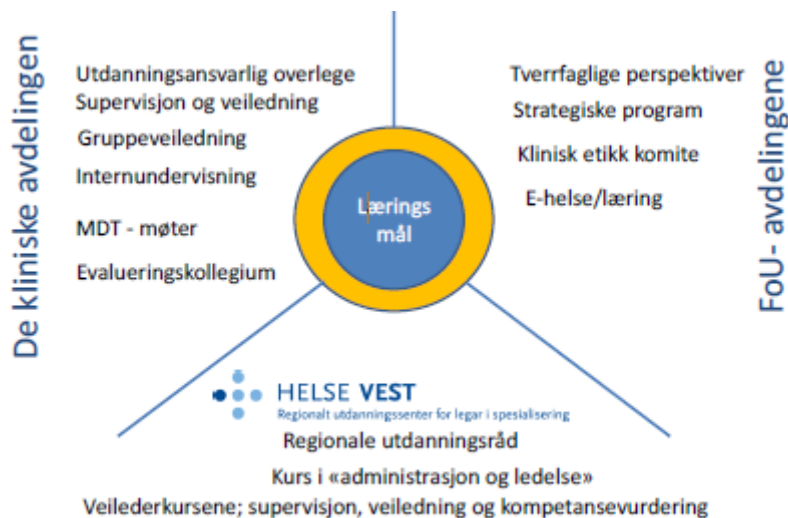 De kliniske avdelingen
Utdanningsansvarlig overlege
Supervisjon og veiledning
Gruppeveiledning
Internundervisning
MDT - møter
Evalueringskollegium
Lærings
mål
Tverrfaglige perspektiver
Strategiske program
Klinisk etikk komite
E-helse/læring
FoU- avdelingene
HELSE VEST
Regionalt utdanningssenter for legar i spesialisering
Regionale utdanningsråd
Kurs i «administrasjon og ledelse»
Veilederkursene; supervisjon, veiledning og kompetansevurdering